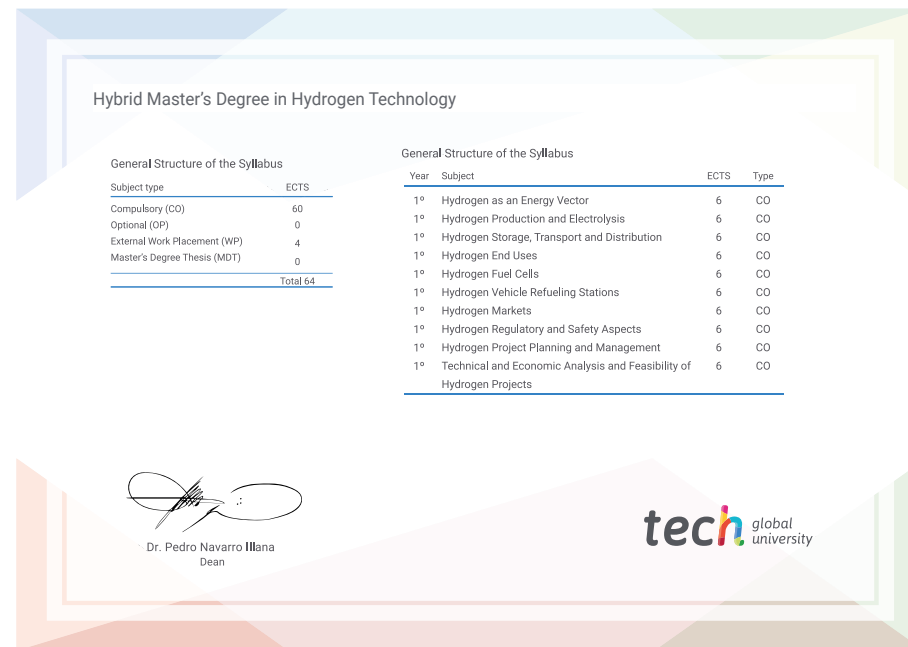 Hybrid Master's Degree in Hydrogen Technology
General Structure of the Syllabus
Subject type ECTS
Compulsory (CO) 60
Optional (OP) 0
External Work Placement (WP) 4
Master's Degree Thesis (MDT) 0
Total 64
General Structure of the Syllabus
Year Subject ECTS Type
1º Hydrogen as an Energy Vector 6 CO
1º Hydrogen Production and Electrolysis 6 CO
1º Hydrogen Storage, Transport and Distribution 6 CO
1º Hydrogen End Uses 6 CO
1º Hydrogen Fuel Cells 6 CO
1º Hydrogen Vehicle Refueling Stations 6 CO
1º Hydrogen Markets 6 CO
1º Hydrogen Regulatory and Safety Aspects 6 CO
1º Hydrogen Project Planning and Management 6 CO
1º Technical and Economic Analysis and Feasibility of 6 CO
Hydrogen Projects
Dr. Pedro Navarro Illana
Dean
tech global
university